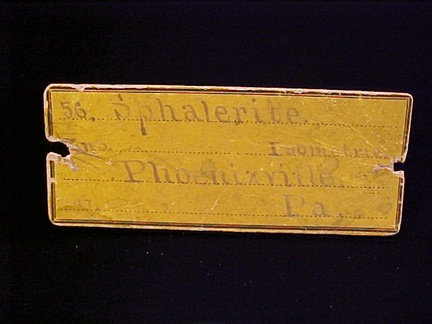 56. Sphalerite.
Isometric.
Phoenixville.
Pa.